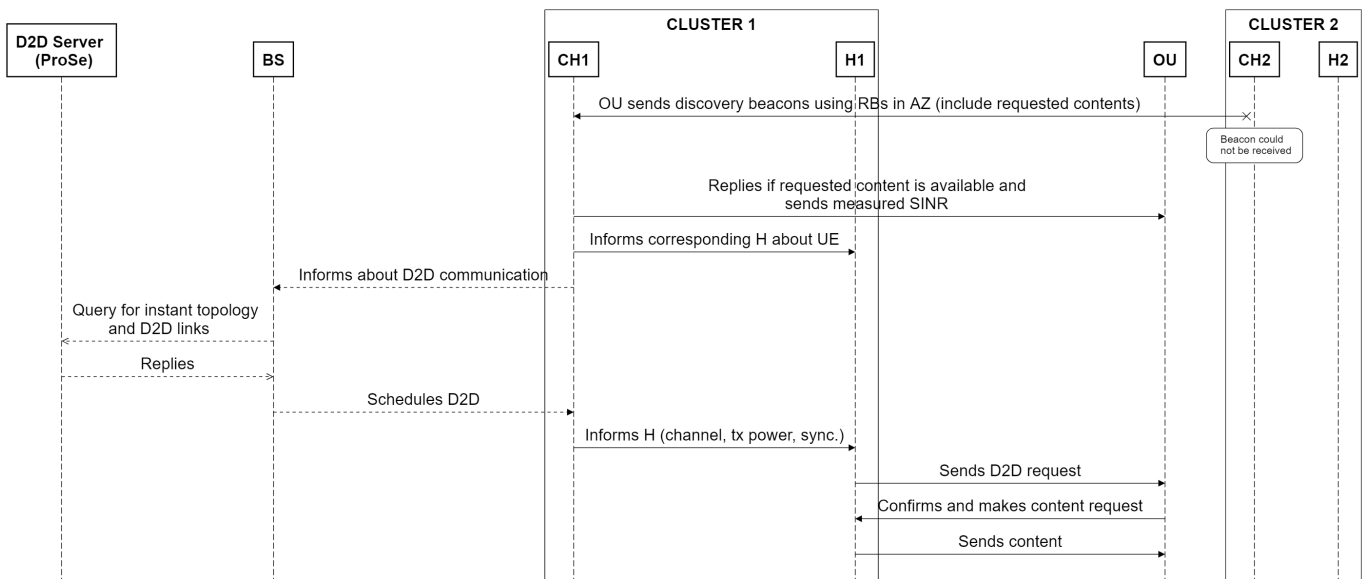 CLUSTER 1
CLUSTER 2
D2D Server
(ProSe)
BS
CH1
H1
OU
CH2
H2
OU sends discovery beacons using RBs in AZ (include requested contents)
Beacon could
not be received
Replies if requested content is available and
sends measured SINR
Informs corresponding H about UE
Informs about D2D communication
Query for instant topology
and D2D links
Replies
Schedules D2D
Informs H (channel, tx power, sync.)
Sends D2D request
Confirms and makes content request
Sends content